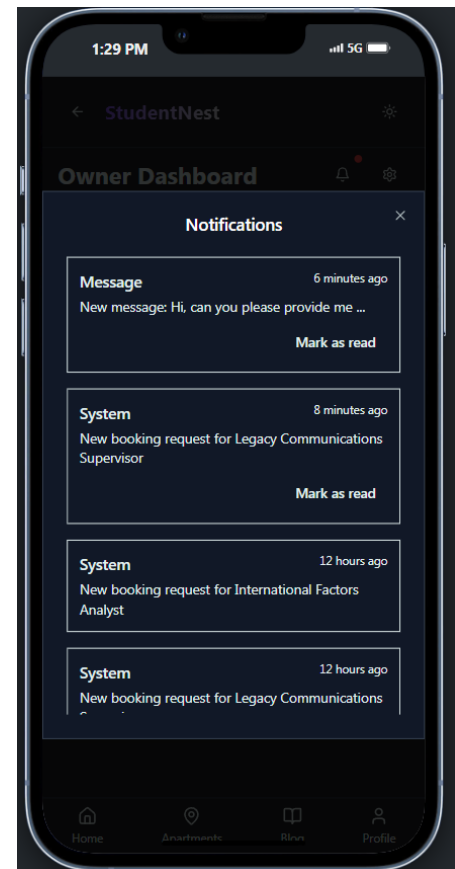 1:29 PM
5G
StudentNest
Owner Dashboard
Notifications
Message
6 minutes ago
New message: Hi, can you please provide me ...
Mark as read
System
8 minutes ago
New booking request for Legacy Communications
Supervisor
Mark as read
System
12 hours ago
New booking request for International Factors
Analyst
System
12 hours ago
New booking request for Legacy Communications
Home
Apartments
Blog
Profile